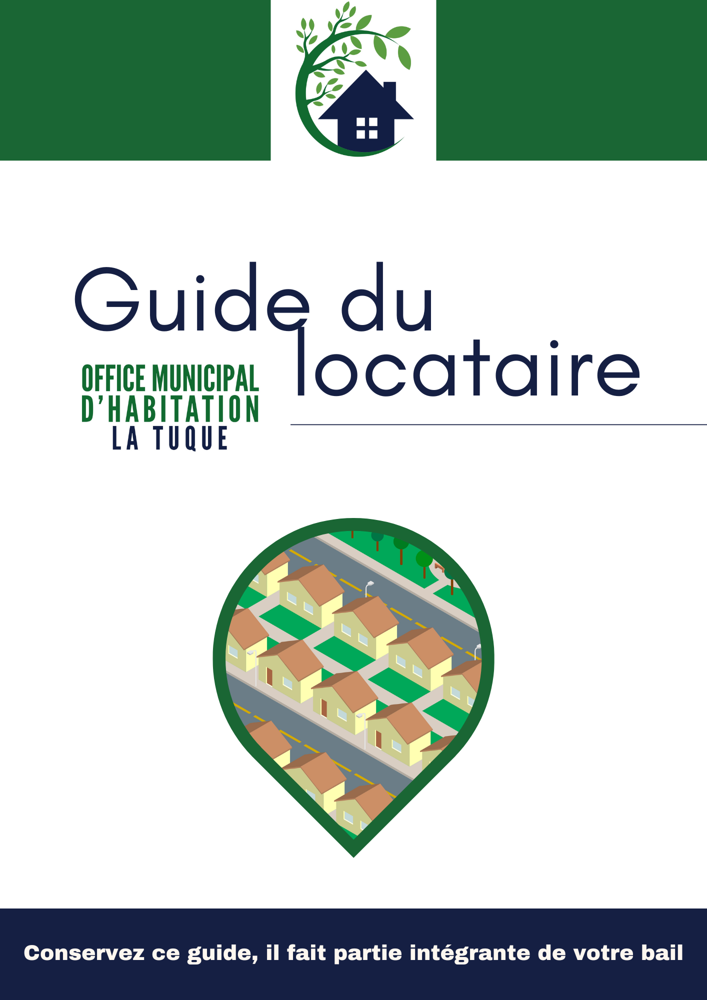 Guide du
locataire
OFFICE MUNICIPAL
D'HABITATION
LA TUQUE
Conservez ce guide, il fait partie intégrante de votre bail